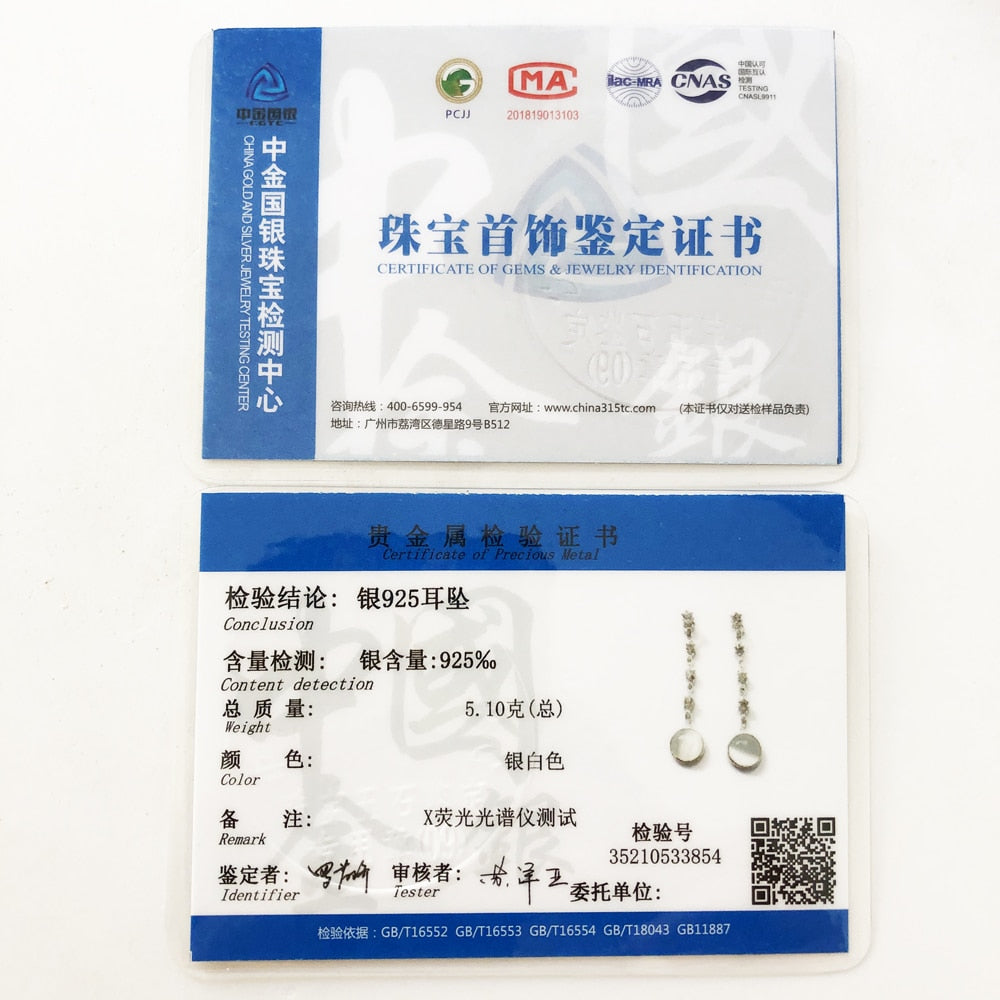 PCJJ
MA
201819013103
ilac-MRA
CNAS
中国认可
国际互认
检测
TESTING
CNASL9911
中金国银
中金国银珠宝检测中心
CHINA GOLD AND SILVER JEWELRY TESTING CENTER
珠宝首饰鉴定证书
CERTIFICATE OF GEMS & JEWELRY IDENTIFICATION
咨询热线：400-6599-954 官方网址：www.china315tc.com (本证书仅对送检样品负责)
地址：广州市荔湾区德星路9号B512
贵金属检验证书
Certificate of Precious Metal
检验结论: 银925耳坠
Conclusion
含量检测: 银含量:925‰
Content detection
总质量: 5.10克(总)
Weight
颜色: 银白色
Color
备注: X荧光光谱仪测试
Remark
检验号
35210533854
鉴定者: 审核者:
Identifier Tester
委托单位:
检验依据：GB/T16552 GB/T16553 GB/T16554 GB/T18043 GB11887